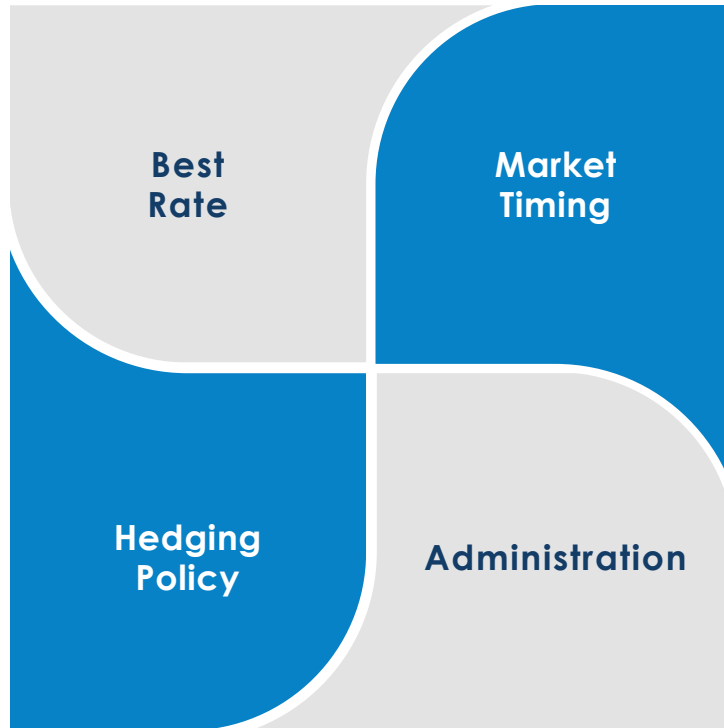 Best
Rate
Market
Timing
Hedging
Policy
Administration